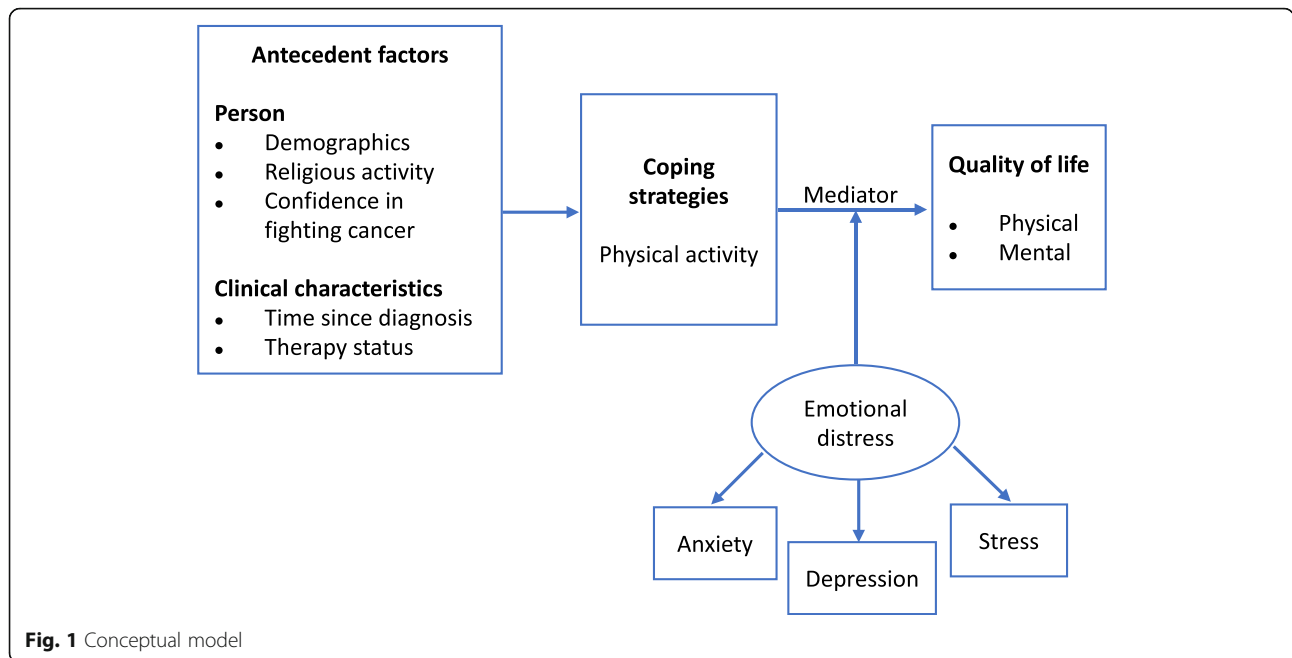 Antecedent factors
Person
• Demographics
• Religious activity
• Confidence in
fighting cancer
Clinical characteristics
• Time since diagnosis
• Therapy status
Coping
strategies
Physical activity
Mediator
Quality of life
• Physical
• Mental
Emotional
distress
Anxiety
Depression
Stress
Fig. 1 Conceptual model